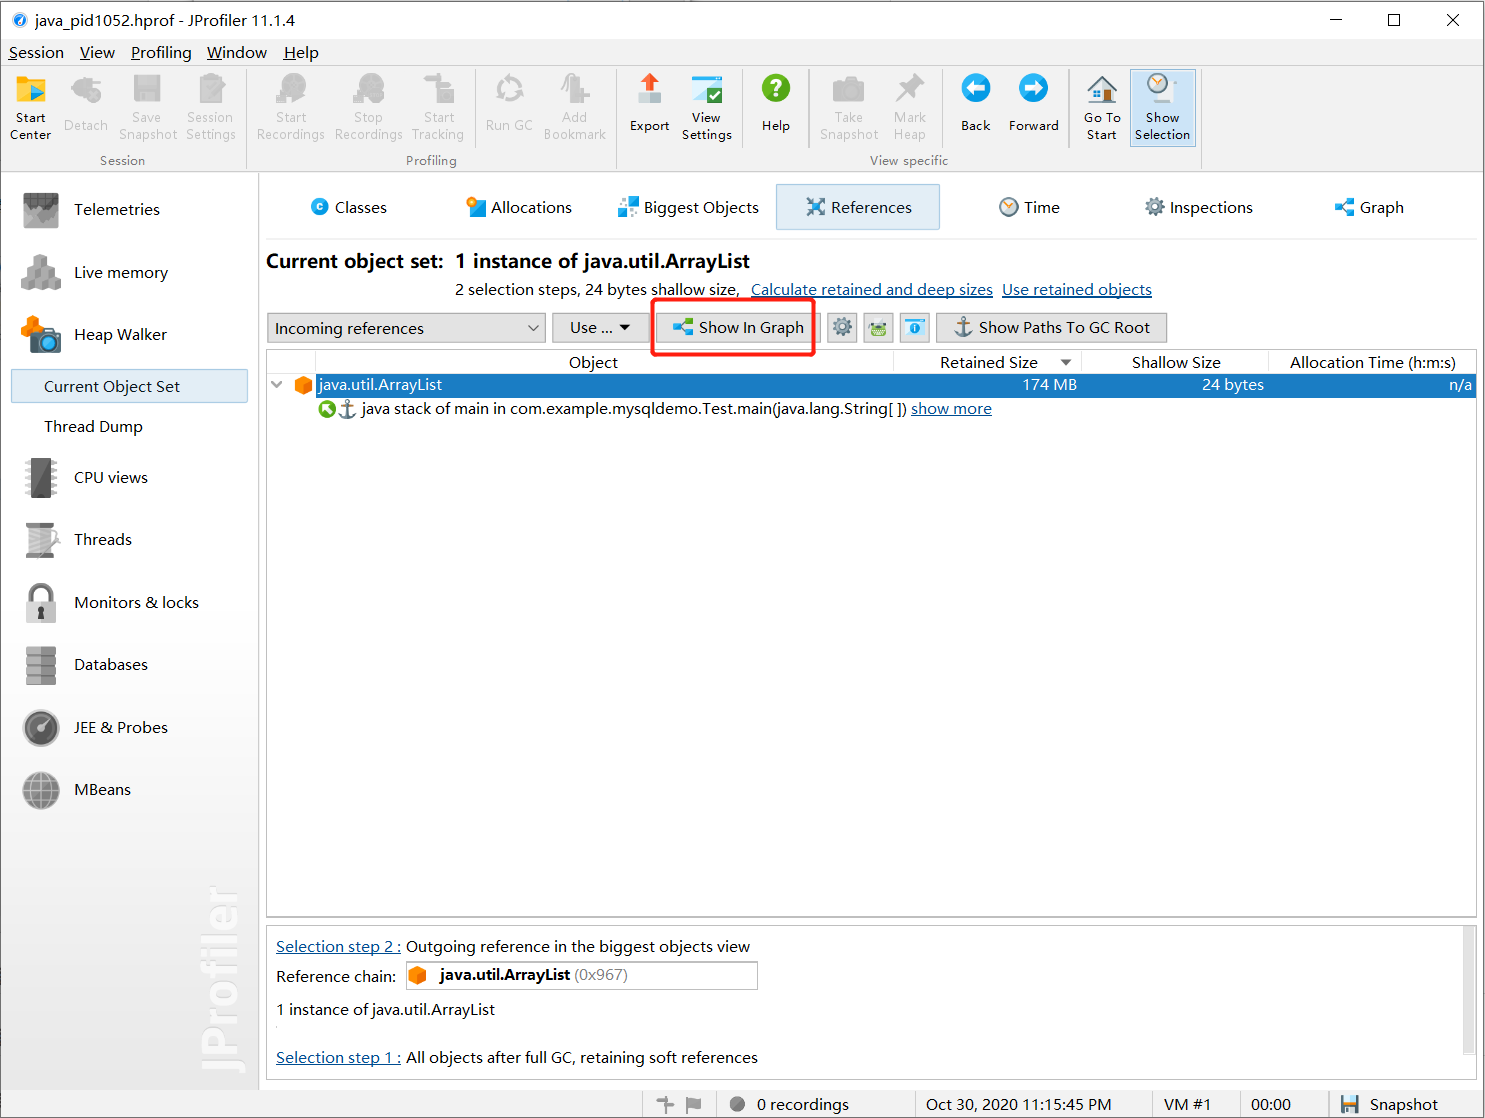 java_pid1052.hprof - JProfiler 11.1.4
Session View Profiling Window Help
Start Center
Detach
Save Snapshot
Session Settings
Start Recordings
Stop Recordings
Start Tracking
Run GC
Add Bookmark
Export
View Settings
Help
Take Snapshot
Mark Heap
Back
Forward
Go To Start
Show Selection
Session
Profiling
View specific
Telemetries
Live memory
Heap Walker
Current Object Set
Thread Dump
CPU views
Threads
Monitors & locks
Databases
JEE & Probes
MBeans
JProfiler
Classes Allocations Biggest Objects References Time Inspections Graph
Current object set: 1 instance of java.util.ArrayList
2 selection steps, 24 bytes shallow size, Calculate retained and deep sizes Use retained objects
Incoming references Use ... Show In Graph Show Paths To GC Root
Object Retained Size Shallow Size Allocation Time (h:m:s)
java.util.ArrayList 174 MB 24 bytes n/a
java stack of main in com.example.mysqldemo.Test.main(java.lang.String[ ]) show more
Selection step 2 : Outgoing reference in the biggest objects view
Reference chain: java.util.ArrayList (0x967)
1 instance of java.util.ArrayList
Selection step 1 : All objects after full GC, retaining soft references
0 recordings Oct 30, 2020 11:15:45 PM VM #1 00:00 Snapshot